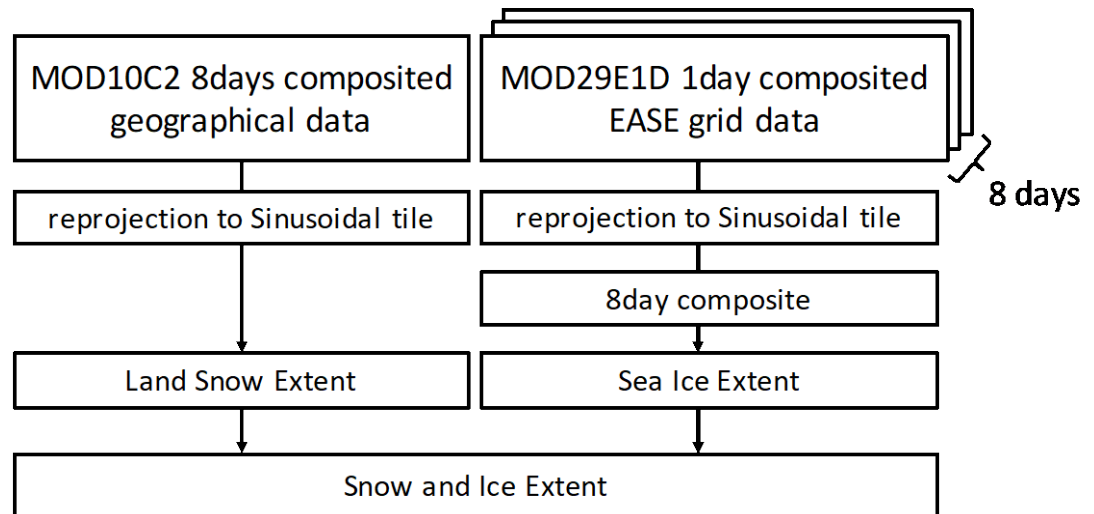 MOD10C2 8days composited
geographical data
MOD29E1D 1day composited
EASE grid data
8 days
reprojection to Sinusoidal tile
reprojection to Sinusoidal tile
8day composite
Land Snow Extent
Sea Ice Extent
Snow and Ice Extent